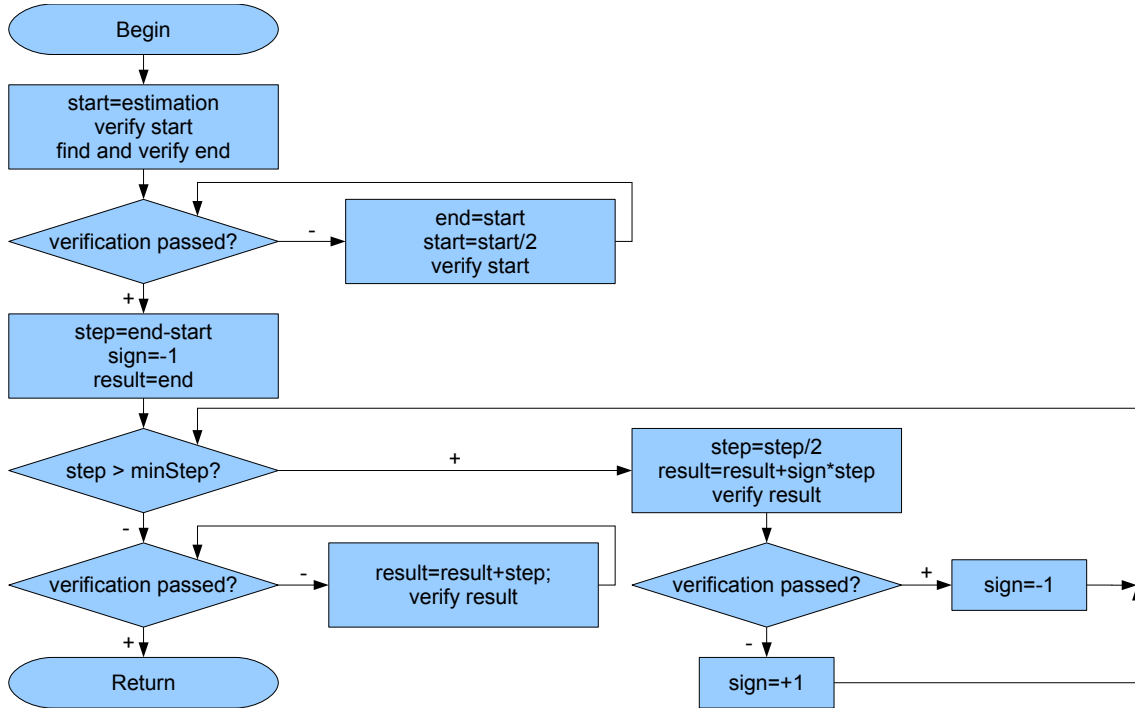 Begin
start=estimation
verify start
find and verify end
verification passed?
-
end=start
start=start/2
verify start
+
step=end-start
sign=-1
result=end
step > minStep?
+
step=step/2
result=result+sign*step
verify result
-
verification passed?
-
result=result+step;
verify result
verification passed?
+
sign=-1
+
-
Return
sign=+1